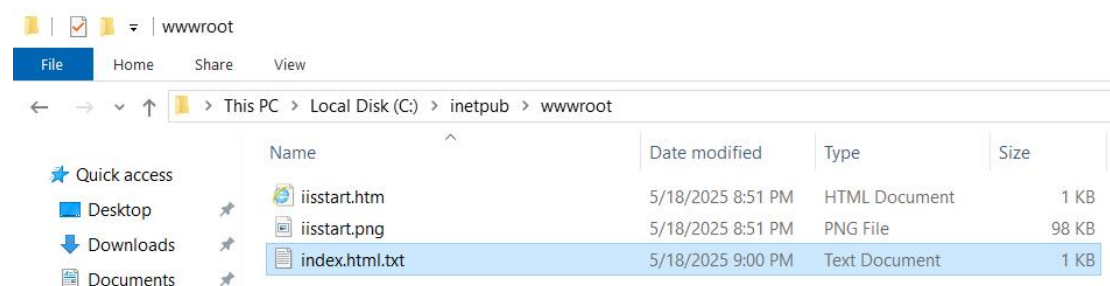 wwwroot
File Home Share View
This PC > Local Disk (C:) > inetpub > wwwroot
Name Date modified Type Size
Quick access
iisstart.htm 5/18/2025 8:51 PM HTML Document 1 KB
Desktop
iisstart.png 5/18/2025 8:51 PM PNG File 98 KB
Downloads
index.html.txt 5/18/2025 9:00 PM Text Document 1 KB
Documents